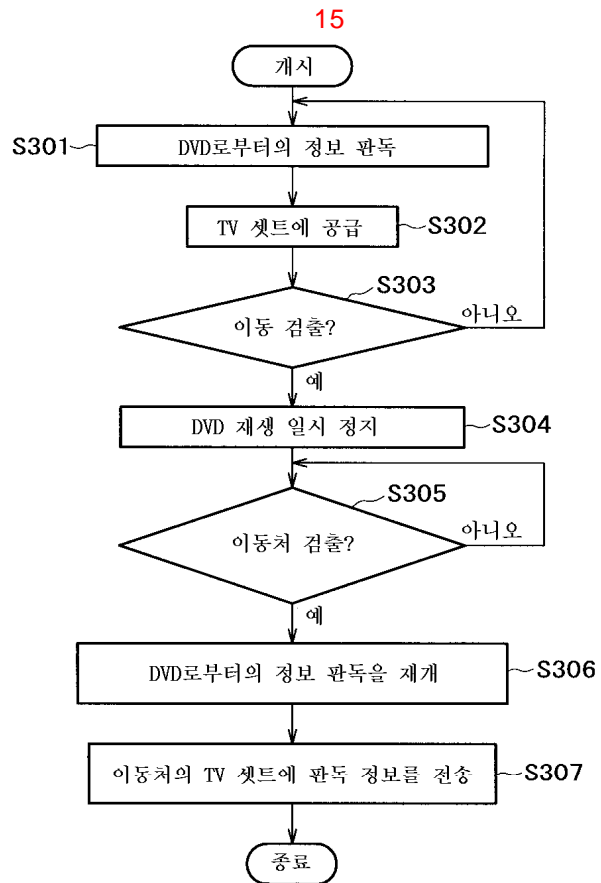 15
개시
S301
DVD로부터의 정보 판독
TV 셋트에 공급
S302
S303
이동 검출?
아니오
예
DVD 재생 일시 정지
S304
S305
이동처 검출?
아니오
예
DVD로부터의 정보 판독을 재개
S306
이동처의 TV 셋트에 판독 정보를 전송
S307
종료